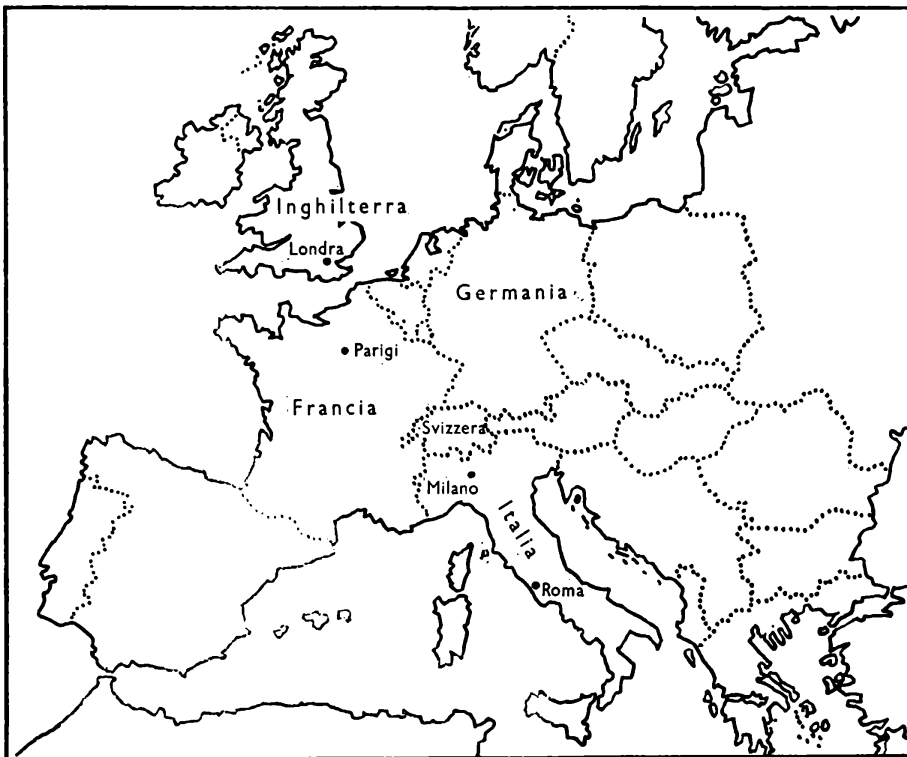 Inghilterra
Londra
Germania
Parigi
Francia
Svizzera
Milano
Italia
Roma